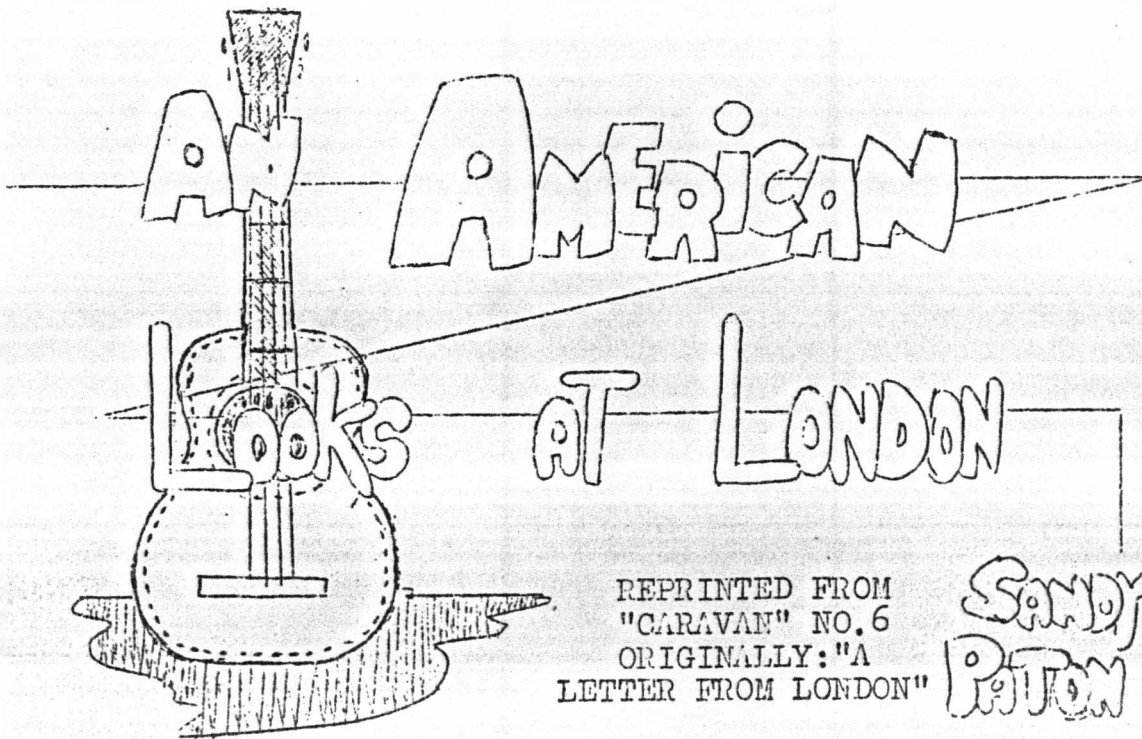 AN AMERICAN
LOOKS AT LONDON
REPRINTED FROM
"CARAVAN" NO.6
ORIGINALLY:"A
LETTER FROM LONDON"
SANDY
PATON